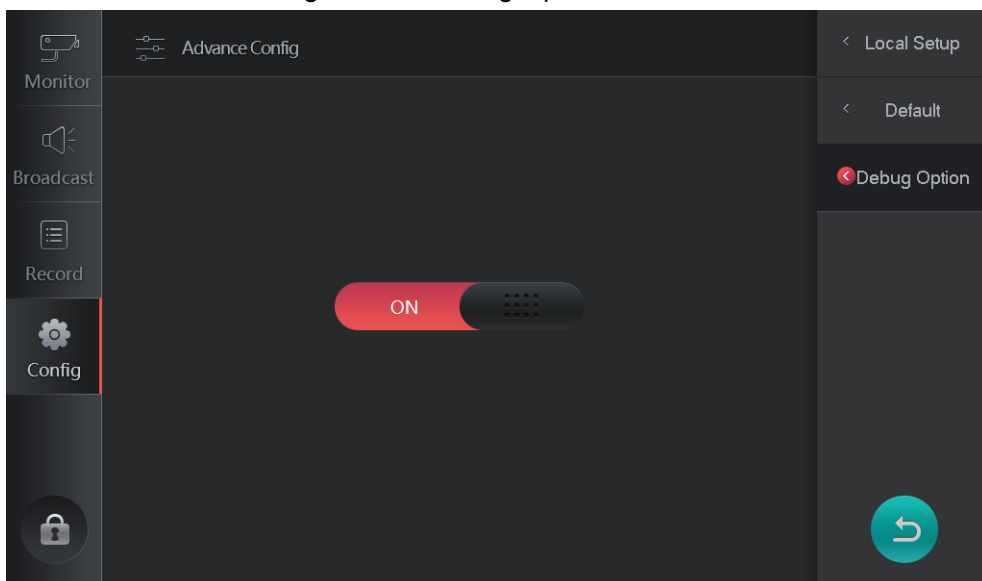 Monitor
Broadcast
Record
Config
Advance Config
ON
Local Setup
Default
Debug Option